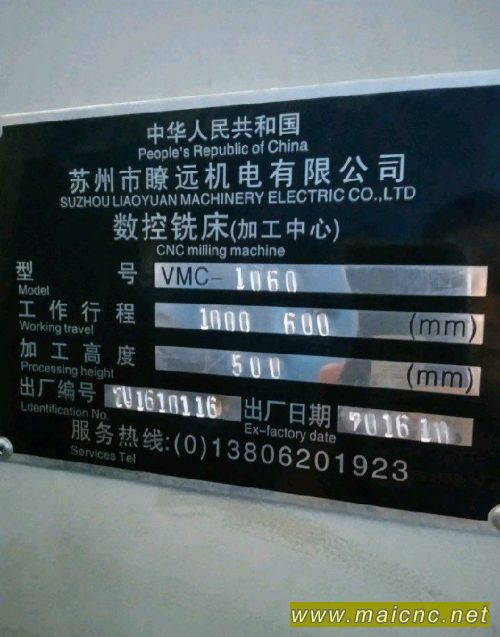 中华人民共和国
People's Republic of China
苏州市瞭远机电有限公司
SUZHOU LIAOYUAN MACHINERY ELECTRIC CO.,LTD
数控铣床(加工中心)
CNC milling machine
型 号 VMC-1060
Model
工作行程 1000 600 (mm)
Working travel
加工高度 500 (mm)
Processing height
出厂编号 201610116 出厂日期 2016 10
Ldentification No. Ex-factory date
服务热线:(0)13806201923
Services Tel
www.maicnc.net